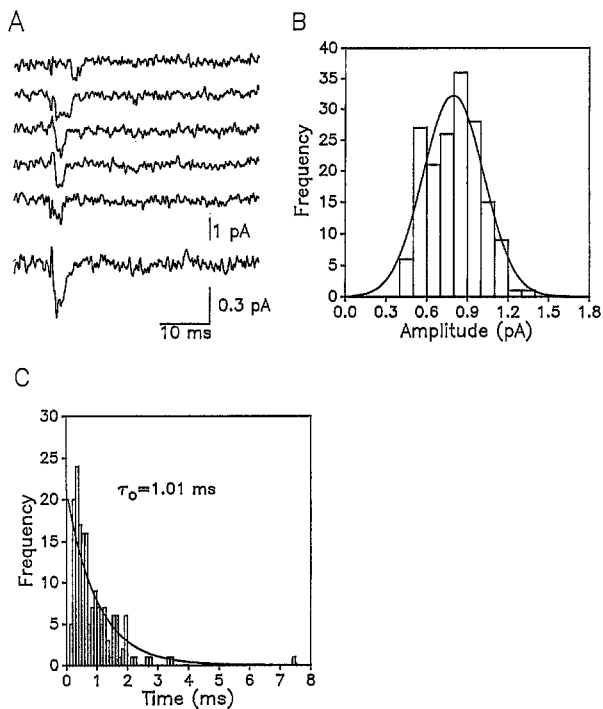 A
1 pA
0.3 pA
10 ms
B
Frequency
40
35
30
25
20
15
10
5
0
0.0 0.3 0.6 0.9 1.2 1.5 1.8
Amplitude (pA)
C
Frequency
30
25
20
15
10
5
0
τo=1.01 ms
0 1 2 3 4 5 6 7 8
Time (ms)